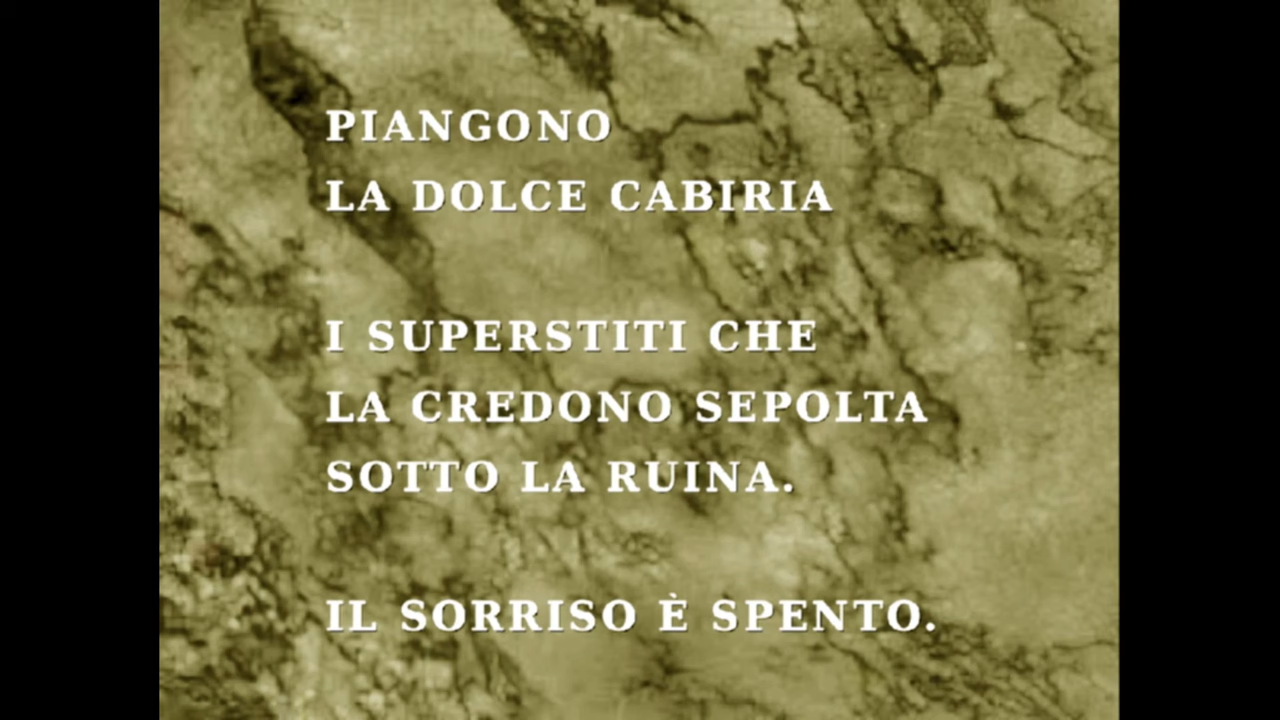 PIANGONO
LA DOLCE CABIRIA
I SUPERSTITI CHE
LA CREDONO SEPOLTA
SOTTO LA RUINA.
IL SORRISO È SPENTO.